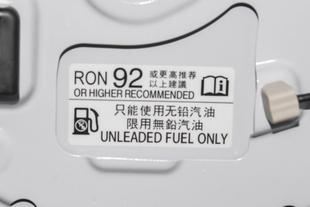 RON 92 或更高推荐
以上建議
OR HIGHER RECOMMENDED
只能使用无铅汽油
限用無鉛汽油
UNLEADED FUEL ONLY